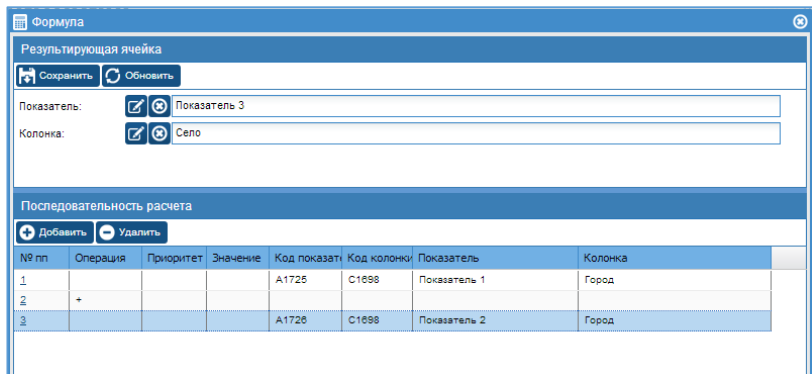 Формула
Результирующая ячейка
Сохранить Обновить
Показатель: Показатель 3
Колонка: Село
Последовательность расчета
Добавить Удалить
№ пп Операция Приоритет Значение Код показат Код колонки Показатель Колонка
1 A1725 C1698 Показатель 1 Город
2 +
3 A1726 C1698 Показатель 2 Город